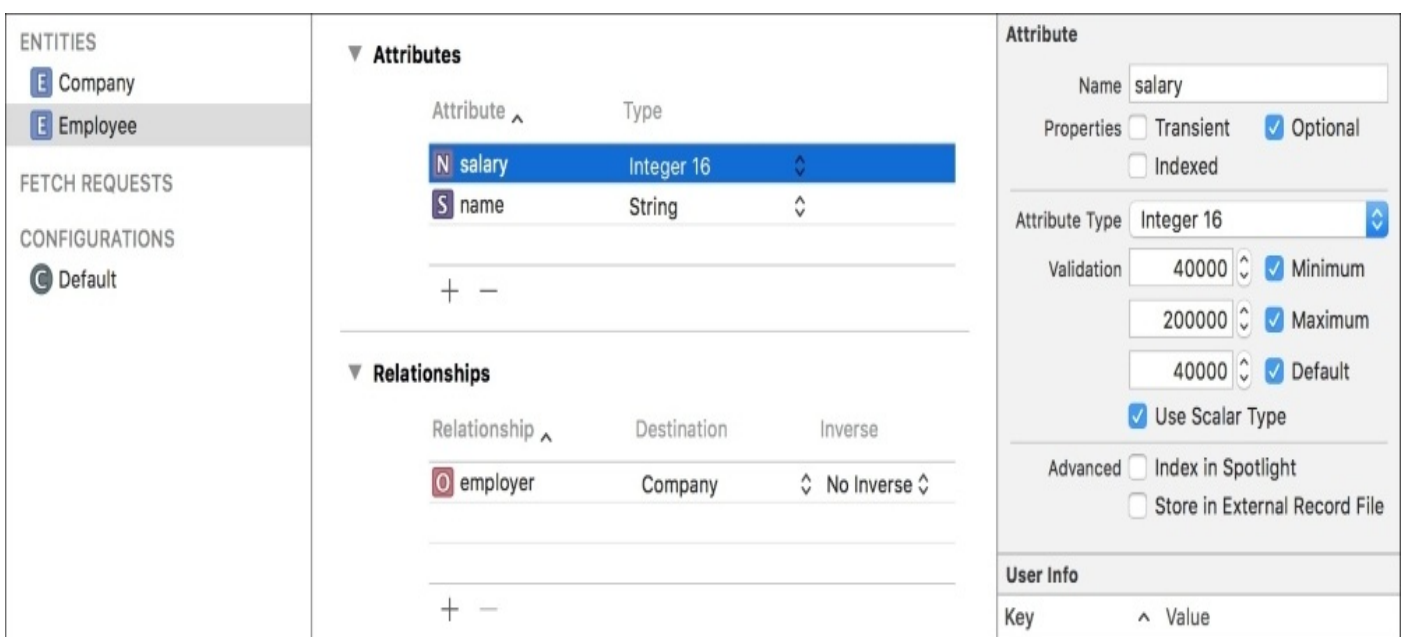 ENTITIES
E Company
E Employee
FETCH REQUESTS
CONFIGURATIONS
C Default
Attributes
Attribute Type
N salary Integer 16
S name String
+ −
Relationships
Relationship Destination Inverse
O employer Company No Inverse
+ −
Attribute
Name salary
Properties Transient Optional
Indexed
Attribute Type Integer 16
Validation 40000 Minimum
200000 Maximum
40000 Default
Use Scalar Type
Advanced Index in Spotlight
Store in External Record File
User Info
Key Value